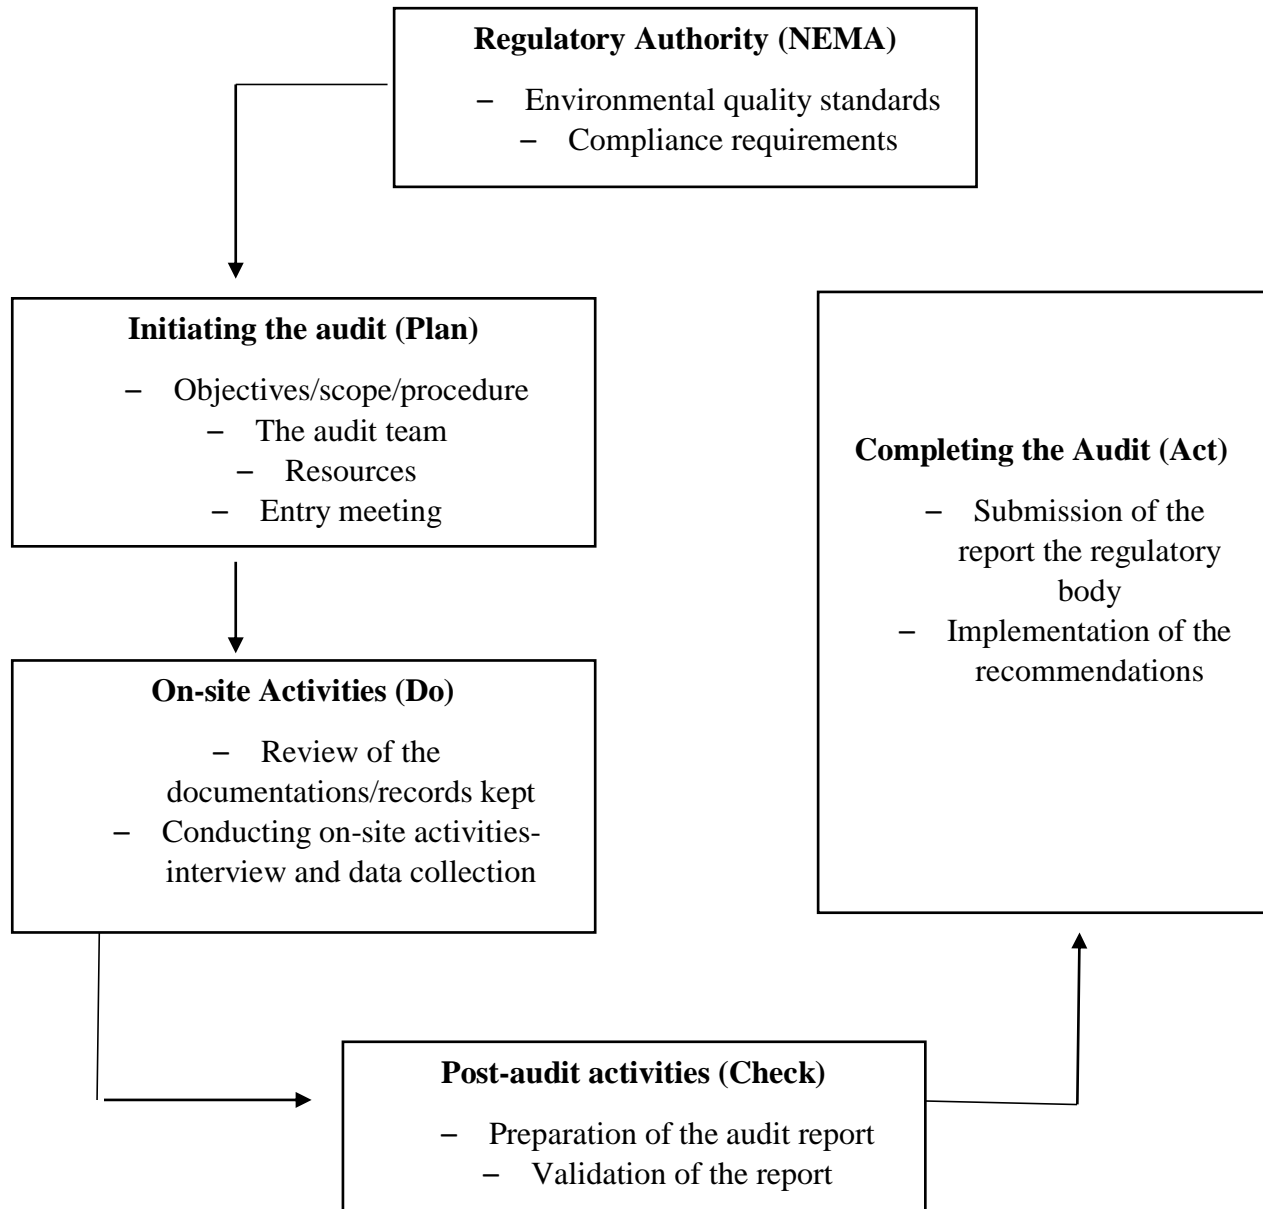 Regulatory Authority (NEMA)
– Environmental quality standards
– Compliance requirements
Initiating the audit (Plan)
– Objectives/scope/procedure
– The audit team
– Resources
– Entry meeting
On-site Activities (Do)
– Review of the
documentations/records kept
– Conducting on-site activities-
interview and data collection
Post-audit activities (Check)
– Preparation of the audit report
– Validation of the report
Completing the Audit (Act)
– Submission of the
report the regulatory
body
– Implementation of the
recommendations